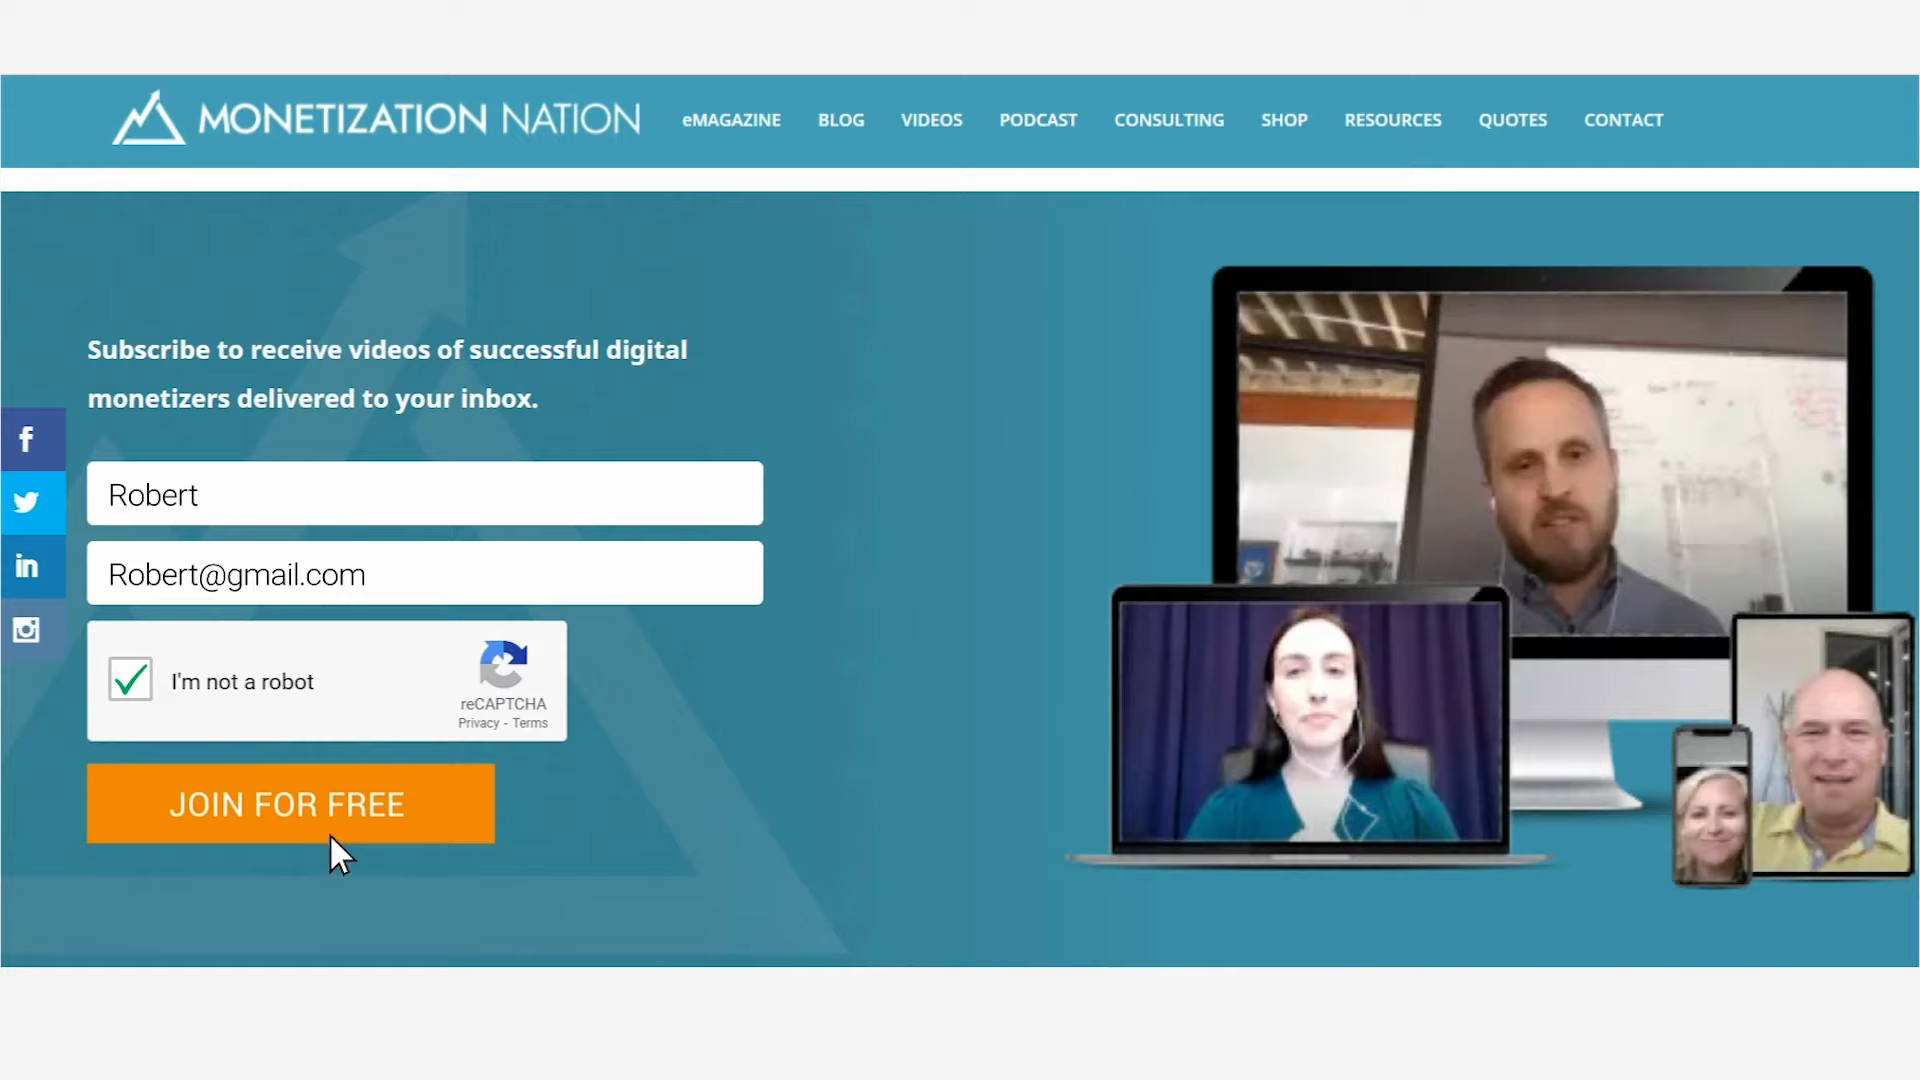 MONETIZATION NATION
eMAGAZINE BLOG VIDEOS PODCAST CONSULTING SHOP RESOURCES QUOTES CONTACT
Subscribe to receive videos of successful digital
monetizers delivered to your inbox.
f
in
Robert
Robert@gmail.com
I'm not a robot
reCAPTCHA
Privacy - Terms
JOIN FOR FREE